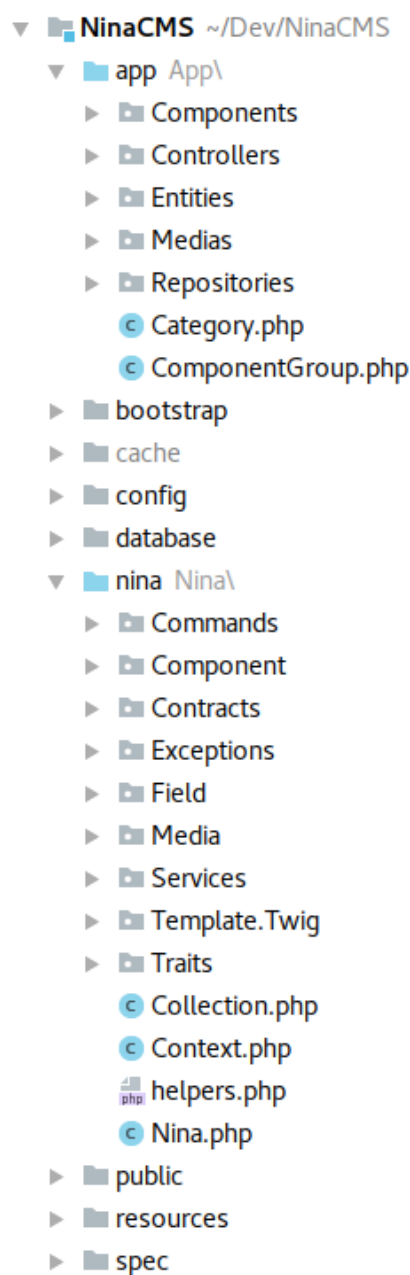 NinaCMS ~/Dev/NinaCMS
app App\
Components
Controllers
Entities
Medias
Repositories
C Category.php
C ComponentGroup.php
bootstrap
cache
config
database
nina Nina\
Commands
Component
Contracts
Exceptions
Field
Media
Services
Template.Twig
Traits
C Collection.php
C Context.php
php helpers.php
C Nina.php
public
resources
spec